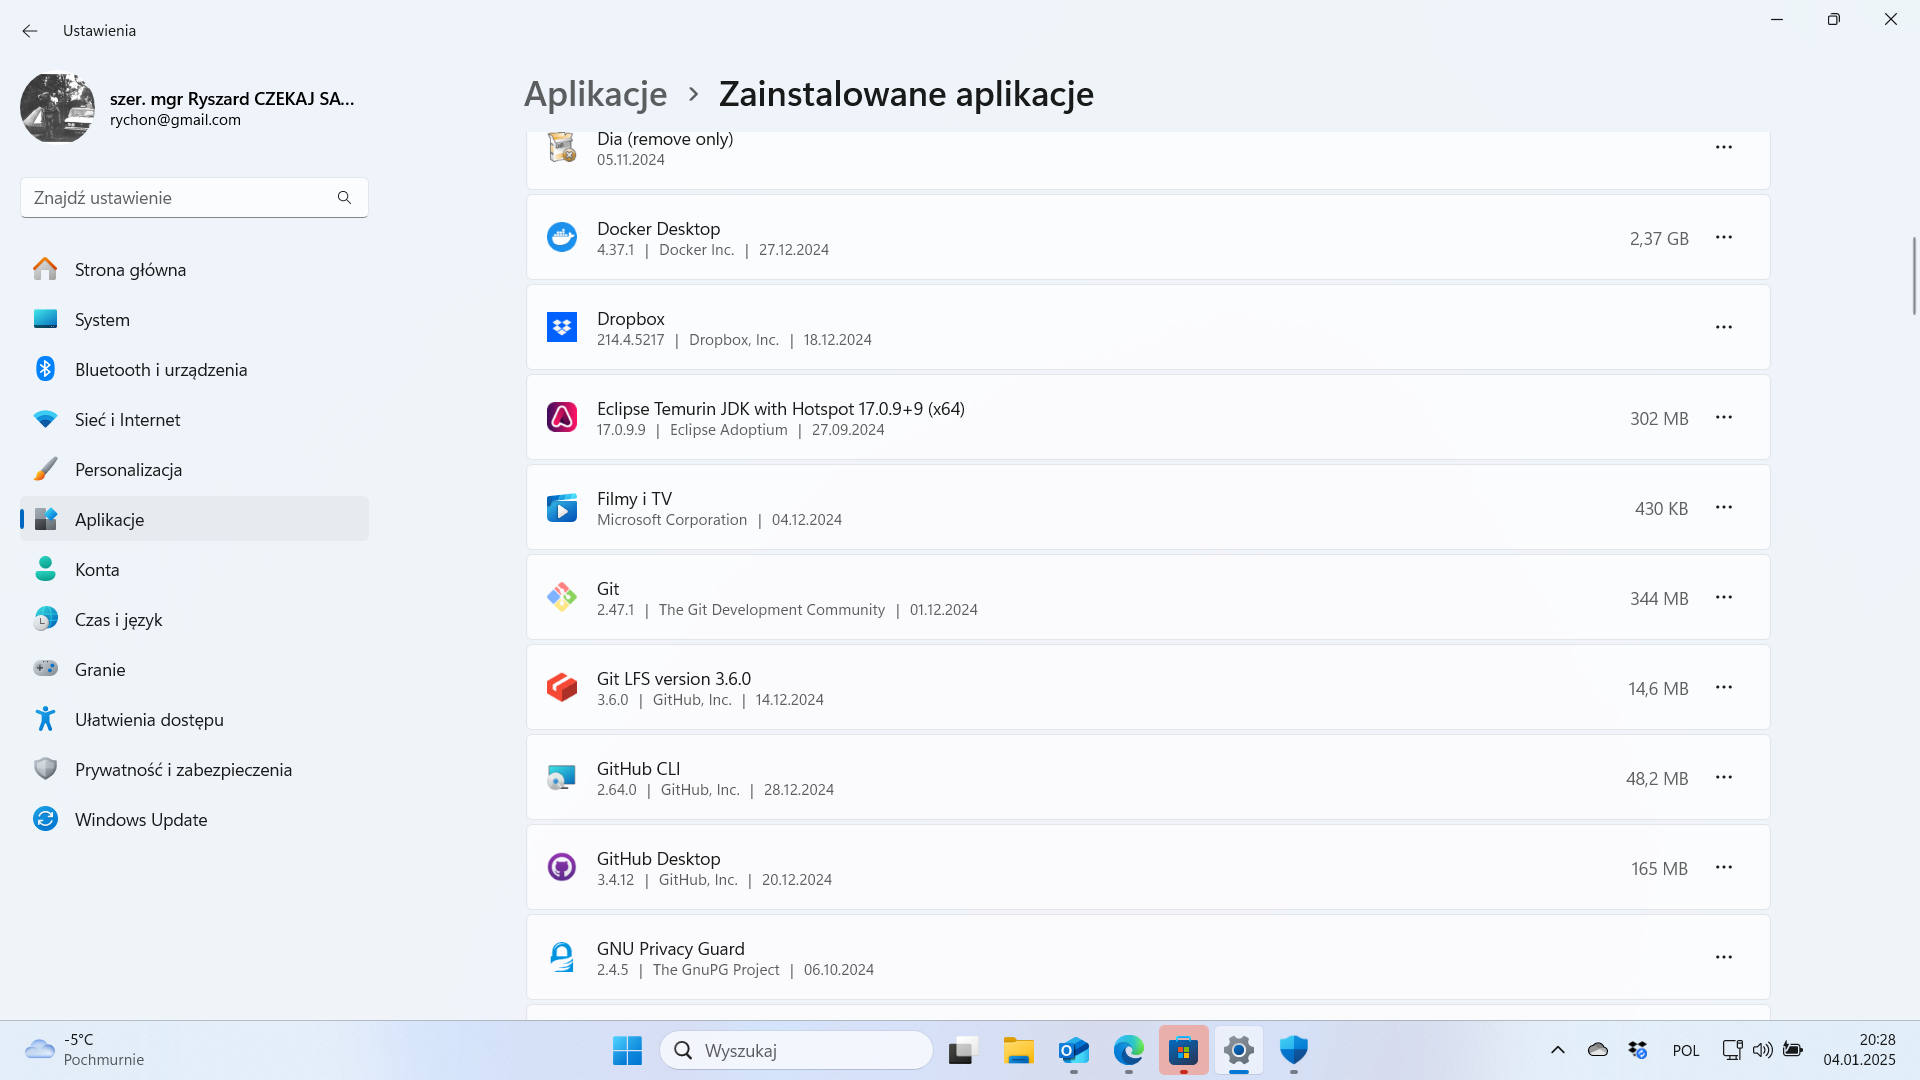 Ustawienia
szer. mgr Ryszard CZEKAJ SA...
rychon@gmail.com
Znajdź ustawienie
Strona główna
System
Bluetooth i urządzenia
Sieć i Internet
Personalizacja
Aplikacje
Konta
Czas i język
Granie
Ułatwienia dostępu
Prywatność i zabezpieczenia
Windows Update
Aplikacje > Zainstalowane aplikacje
Dia (remove only)
05.11.2024
Docker Desktop
4.37.1 | Docker Inc. | 27.12.2024
2,37 GB
Dropbox
214.4.5217 | Dropbox, Inc. | 18.12.2024
Eclipse Temurin JDK with Hotspot 17.0.9+9 (x64)
17.0.9.9 | Eclipse Adoptium | 27.09.2024
302 MB
Filmy i TV
Microsoft Corporation | 04.12.2024
430 KB
Git
2.47.1 | The Git Development Community | 01.12.2024
344 MB
Git LFS version 3.6.0
3.6.0 | GitHub, Inc. | 14.12.2024
14,6 MB
GitHub CLI
2.64.0 | GitHub, Inc. | 28.12.2024
48,2 MB
GitHub Desktop
3.4.12 | GitHub, Inc. | 20.12.2024
165 MB
GNU Privacy Guard
2.4.5 | The GnuPG Project | 06.10.2024
-5°C
Pochmurnie
Wyszukaj
POL
20:28
04.01.2025